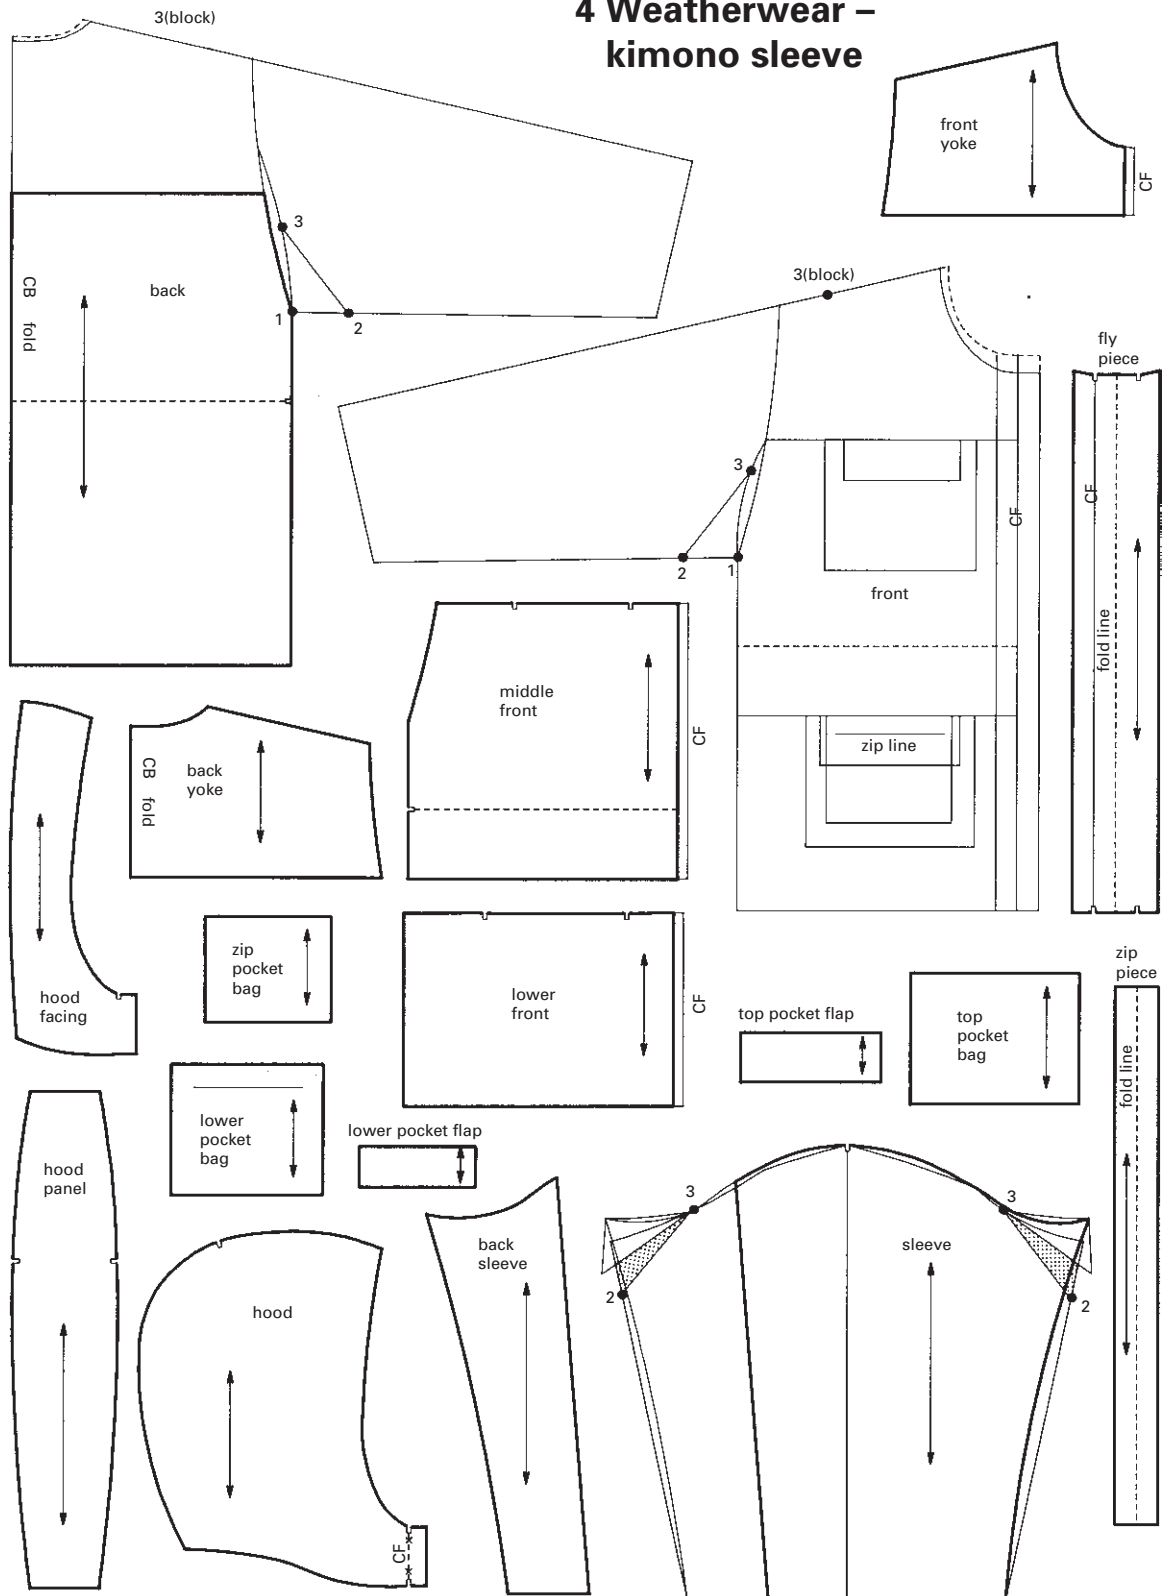 4 Weatherwear –
kimono sleeve
3(block)
front
yoke
CF
3
CB fold
back
1
2
3(block)
fly
piece
3
CF
CF
2
1
front
fold line
middle
front
CF
zip line
CB fold
back
yoke
zip
pocket
bag
hood
facing
lower
front
CF
zip
piece
top pocket flap
top
pocket
bag
fold line
lower
pocket
bag
lower pocket flap
hood
panel
3
3
back
sleeve
sleeve
2
2
hood
CF